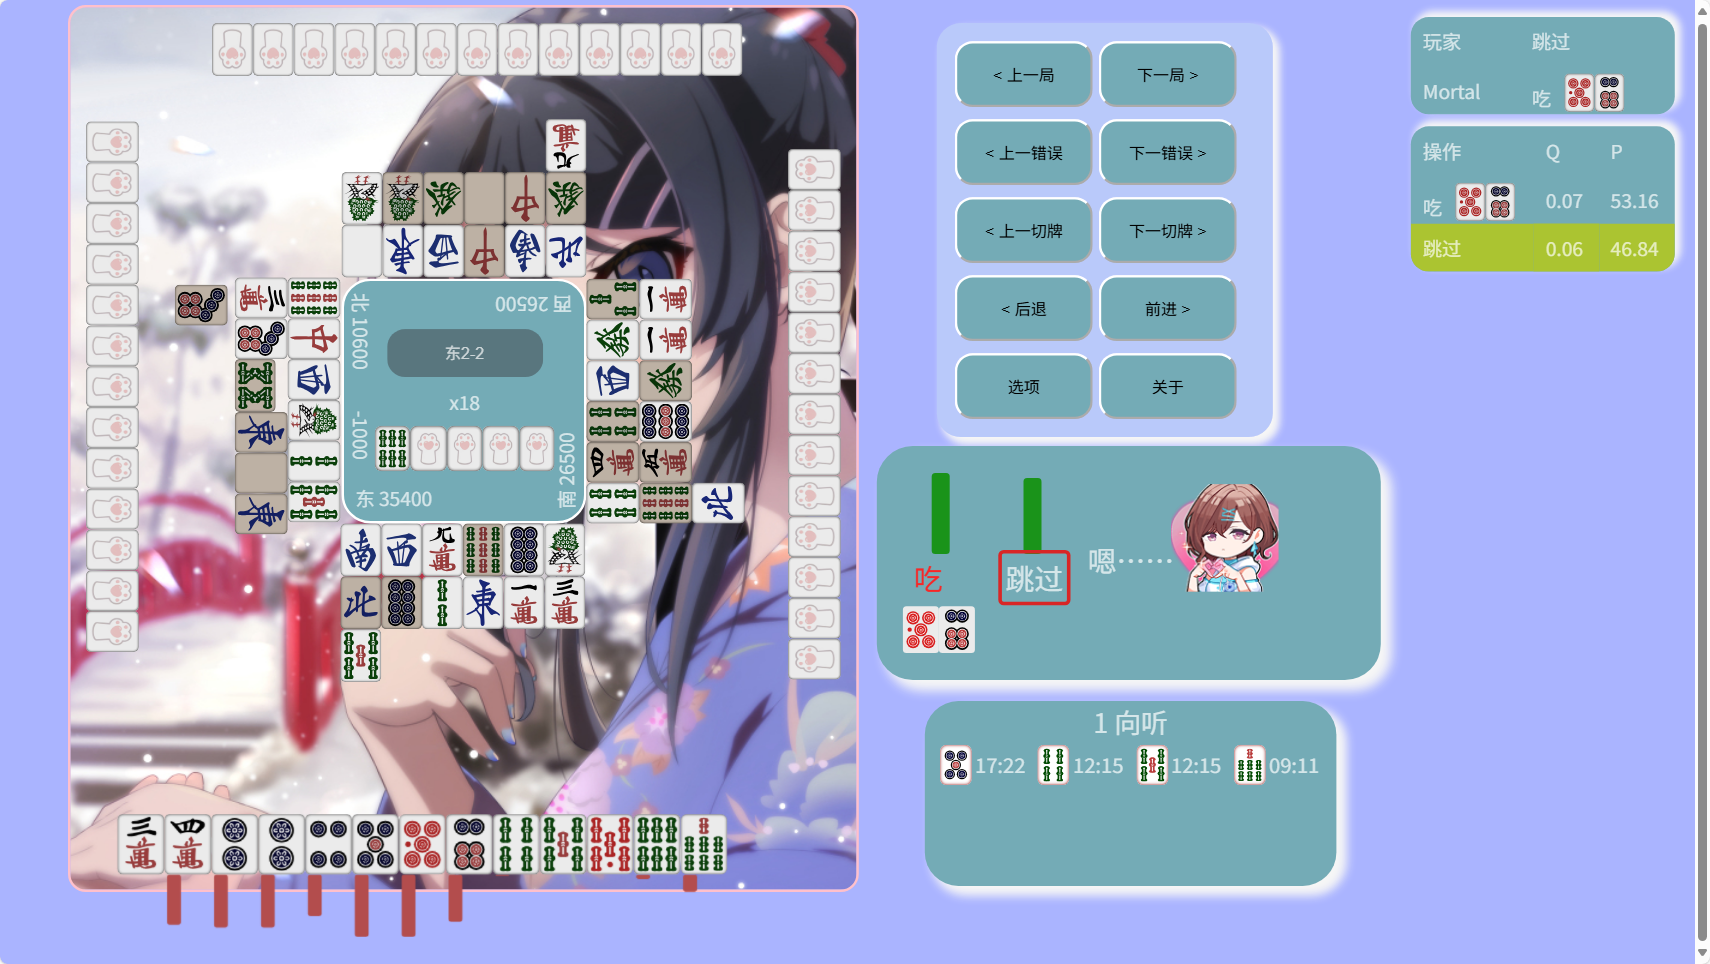 北 10600
西 26500
东2-2
x18
-1000
南 26500
东 35400
< 上一局
下一局 >
< 上一错误
下一错误 >
< 上一切牌
下一切牌 >
< 后退
前进 >
选项
关于
玩家 跳过
Mortal 吃
操作 Q P
吃 0.07 53.16
跳过 0.06 46.84
吃
跳过
嗯······
1 向听
17:22 12:15 12:15 09:11